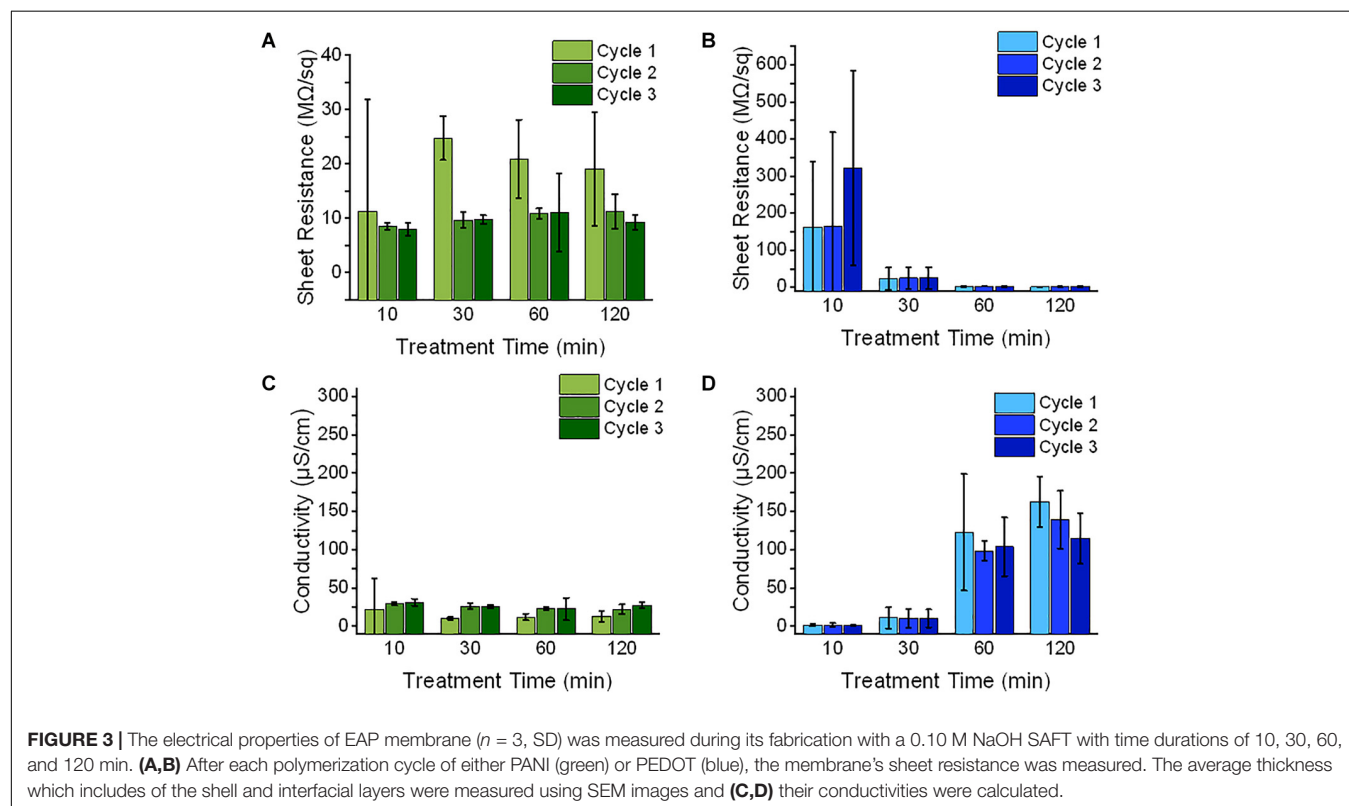 A
Cycle 1
Cycle 2
Cycle 3
Sheet Resistance (MΩ/sq)
40
30
20
10
0
10 30 60 120
Treatment Time (min)
B
Cycle 1
Cycle 2
Cycle 3
Sheet Resitance (MΩ/sq)
600
450
300
150
100
0
10 30 60 120
Treatment Time (min)
C
Cycle 1
Cycle 2
Cycle 3
Conductivity (µS/cm)
300
250
200
150
100
50
0
10 30 60 120
Treatment Time (min)
D
Cycle 1
Cycle 2
Cycle 3
Conductivity (µS/cm)
300
250
200
150
100
50
0
10 30 60 120
Treatment Time (min)
FIGURE 3 | The electrical properties of EAP membrane (n = 3, SD) was measured during its fabrication with a 0.10 M NaOH SAFT with time durations of 10, 30, 60,
and 120 min. (A,B) After each polymerization cycle of either PANI (green) or PEDOT (blue), the membrane's sheet resistance was measured. The average thickness
which includes of the shell and interfacial layers were measured using SEM images and (C,D) their conductivities were calculated.